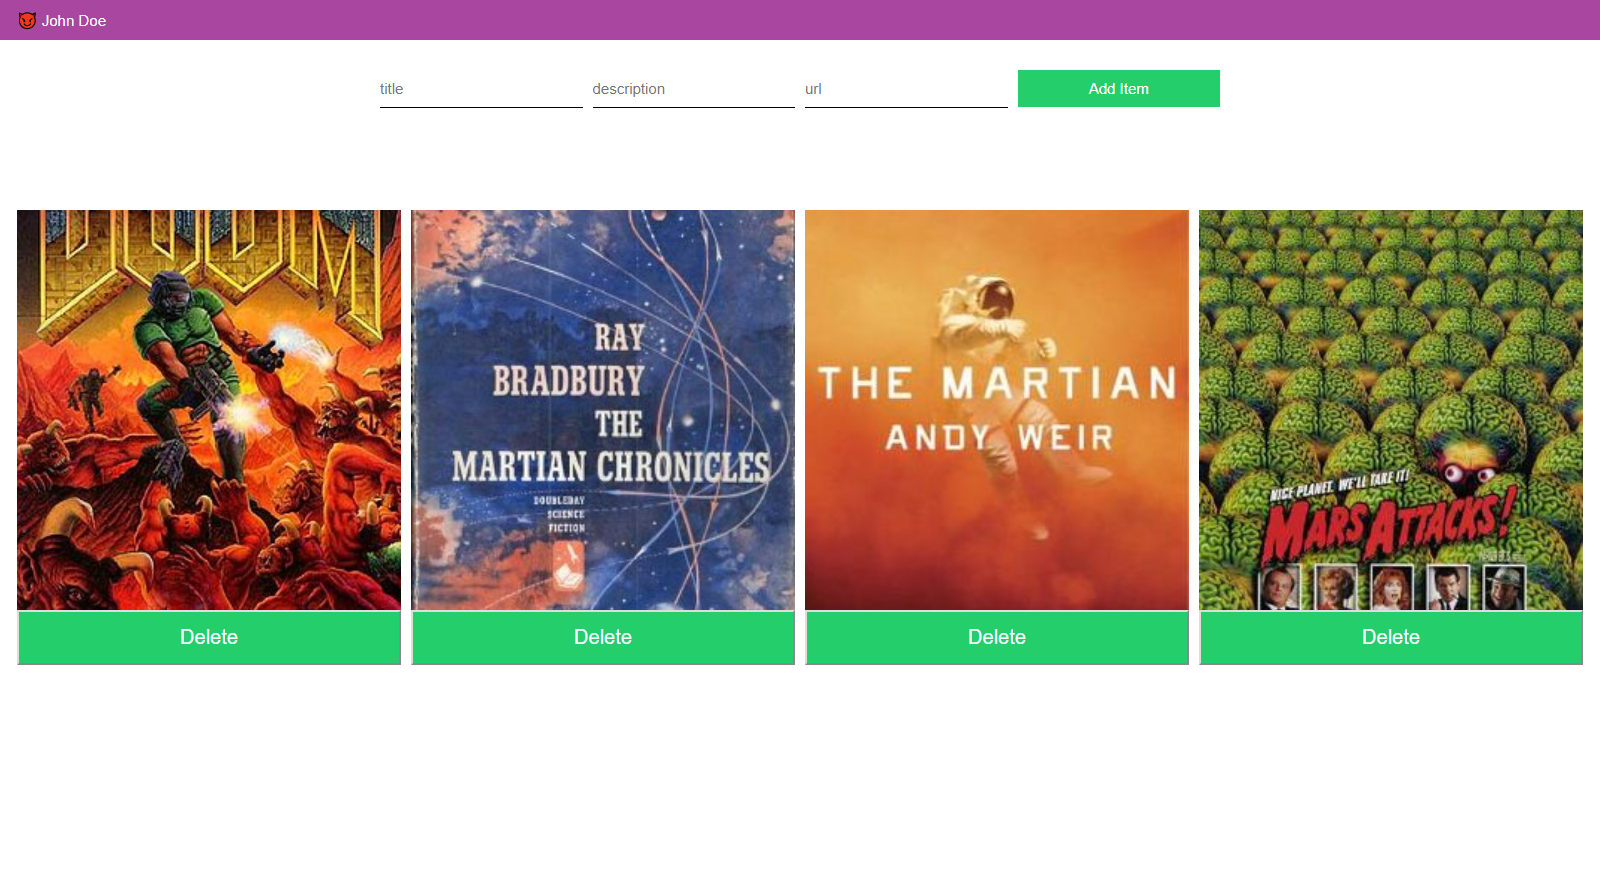 John Doe
title
description
url
Add Item
DOOM
RAY
BRADBURY
THE
MARTIAN CHRONICLES
DOUBLEDAY
SCIENCE
FICTION
THE MARTIAN
ANDY WEIR
NICE PLANET. WE'LL TAKE IT!
MARS ATTACKS!
Delete
Delete
Delete
Delete